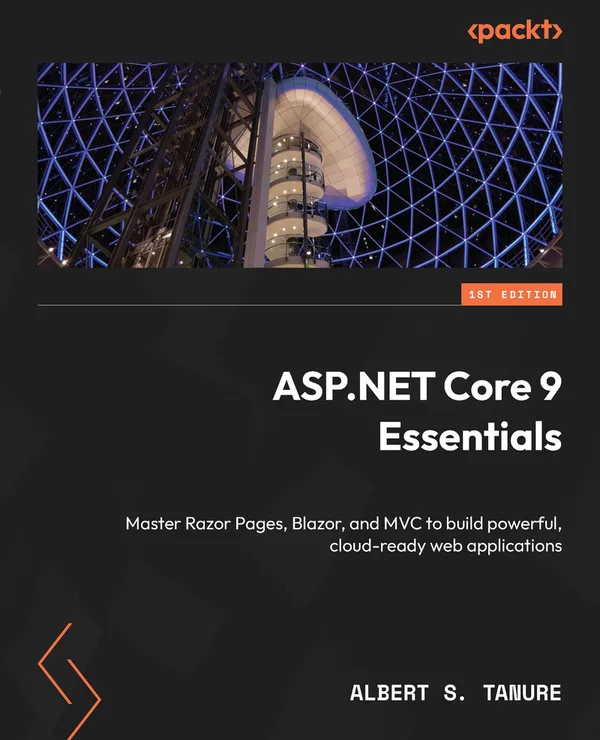 <packt>
1ST EDITION
ASP.NET Core 9
Essentials
Master Razor Pages, Blazor, and MVC to build powerful,
cloud-ready web applications
ALBERT S. TANURE